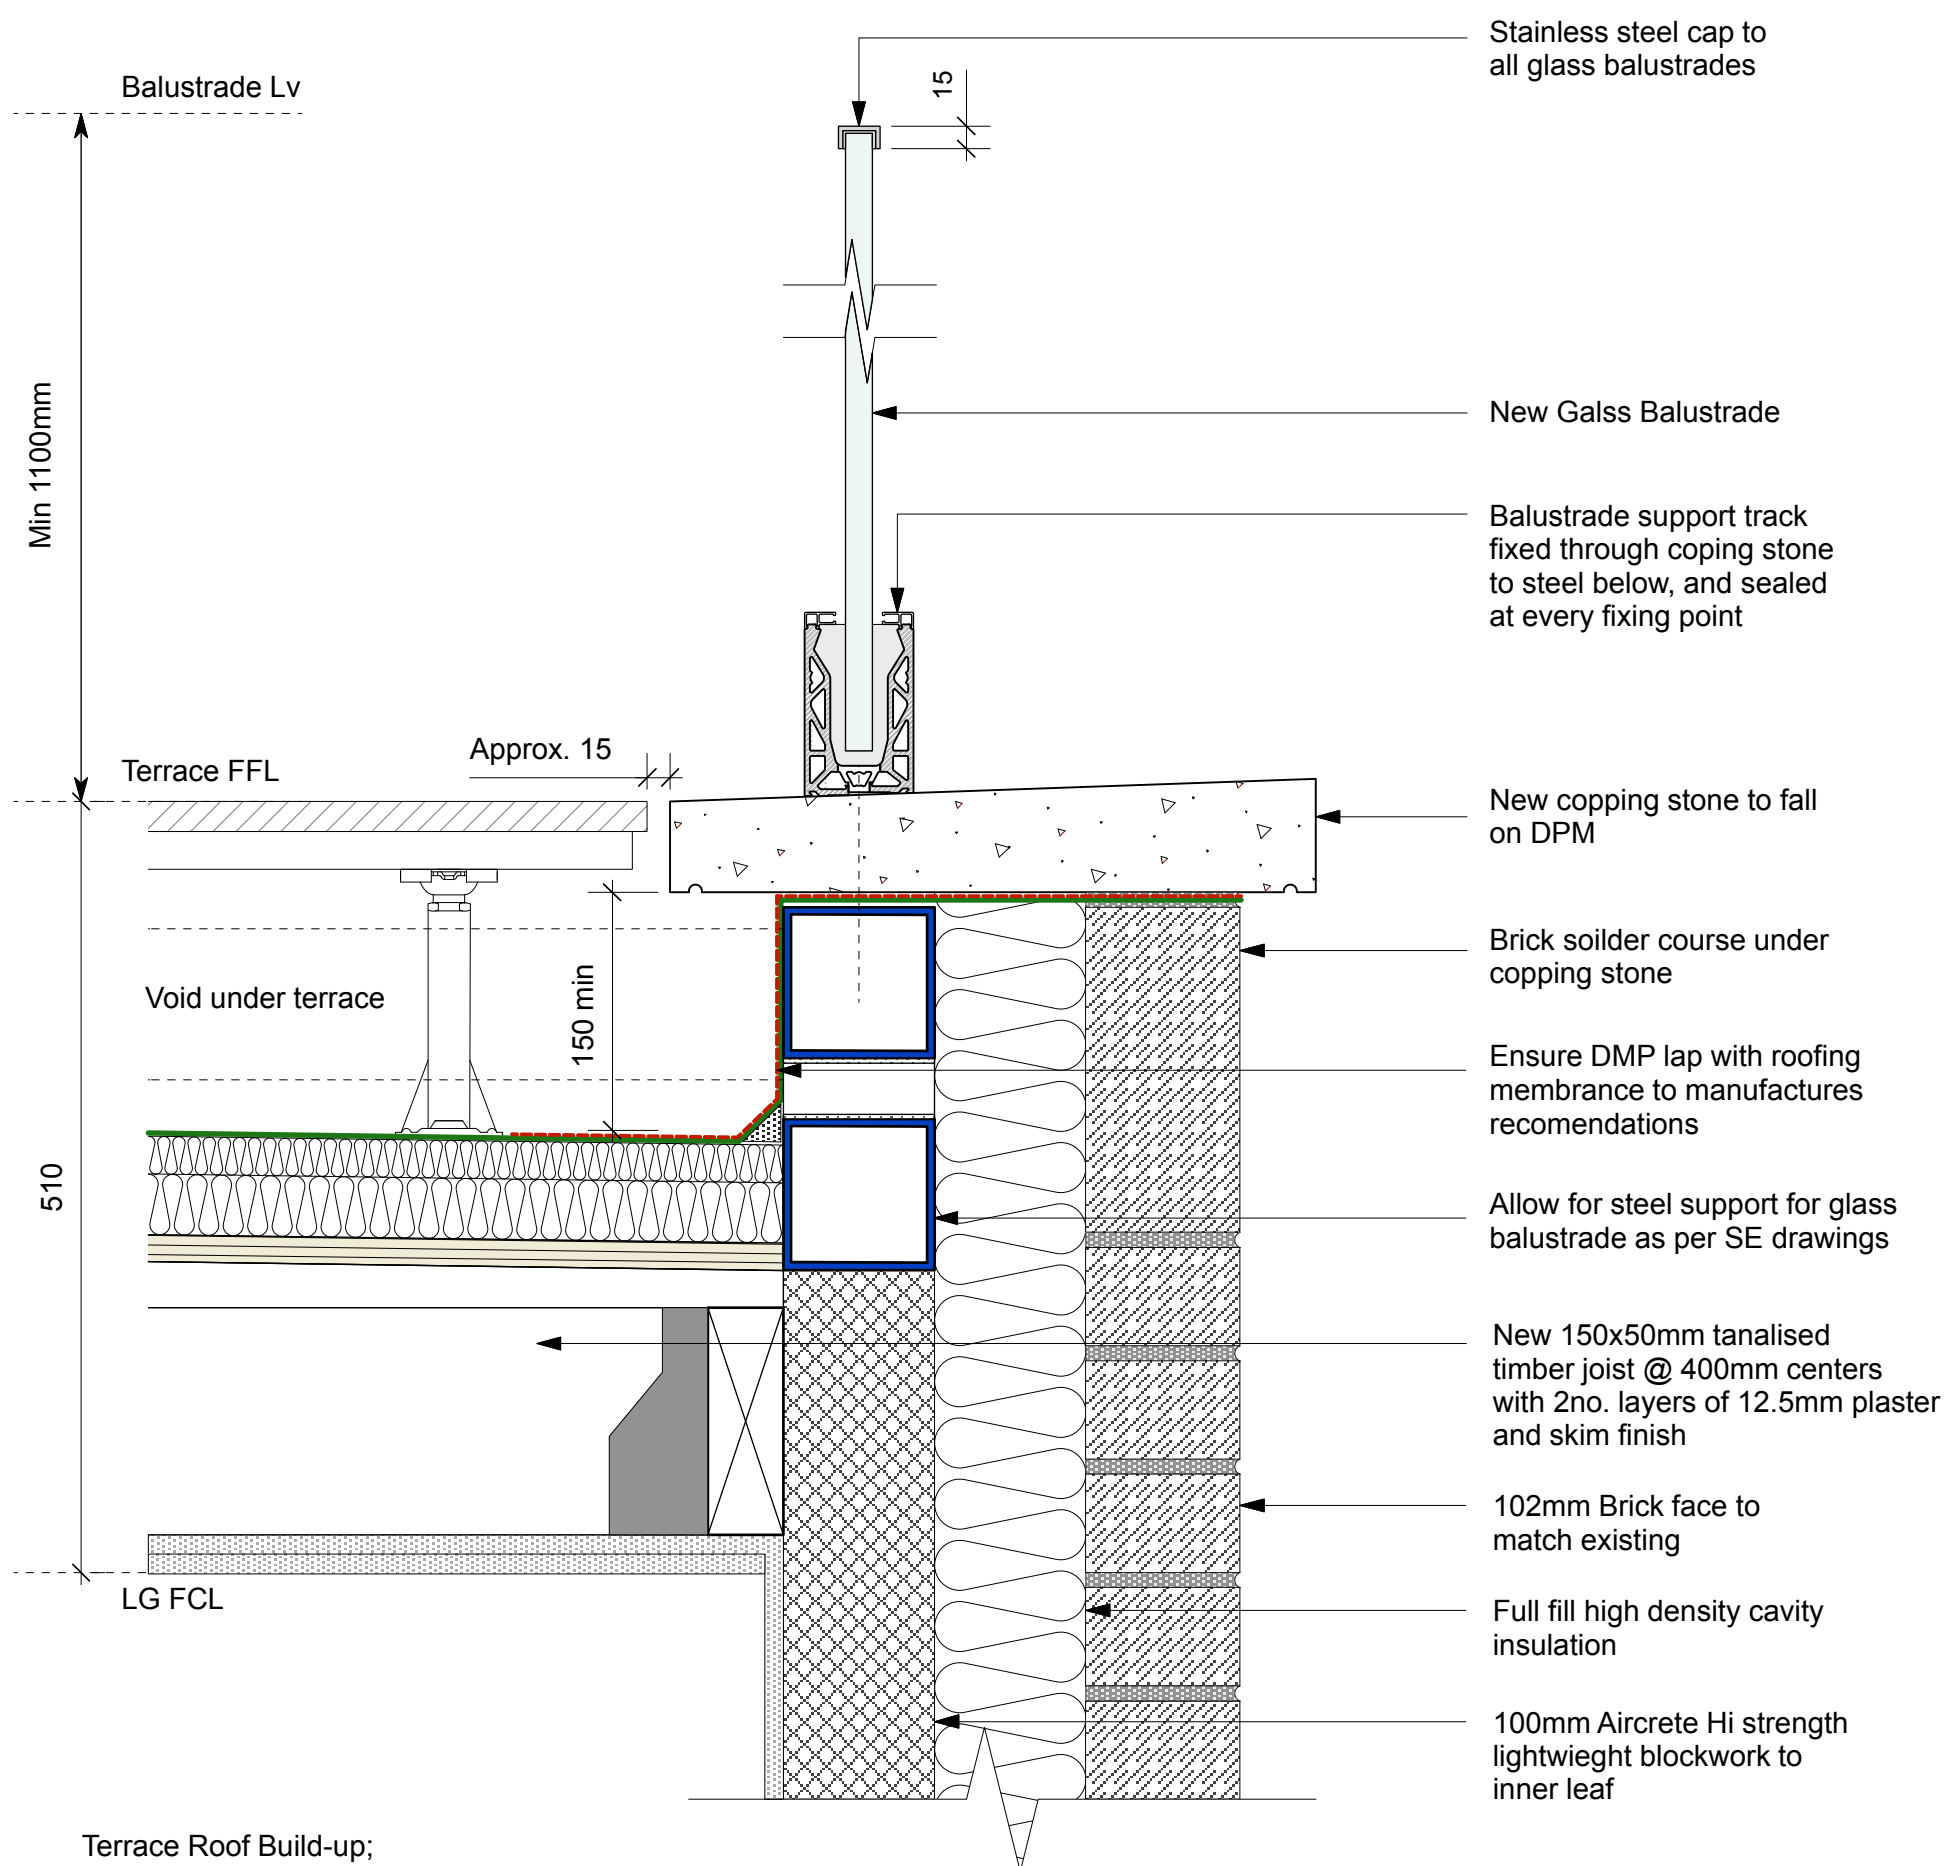 Stainless steel cap to
all glass balustrades
Balustrade Lv
15
Min 1100mm
New Galss Balustrade
Balustrade support track
fixed through coping stone
to steel below, and sealed
at every fixing point
Approx. 15
Terrace FFL
New copping stone to fall
on DPM
Brick soilder course under
copping stone
Void under terrace
150 min
Ensure DMP lap with roofing
membrance to manufactures
recomendations
510
Allow for steel support for glass
balustrade as per SE drawings
New 150x50mm tanalised
timber joist @ 400mm centers
with 2no. layers of 12.5mm plaster
and skim finish
102mm Brick face to
match existing
LG FCL
Full fill high density cavity
insulation
100mm Aircrete Hi strength
lightwieght blockwork to
inner leaf
Terrace Roof Build-up;